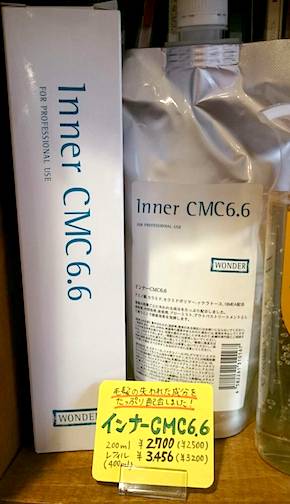 Inner CMC6.6
FOR PROFESSIONAL USE
WONDER
Inner CMC6.6
FOR PROFESSIONAL USE
WONDER
インナーCMC6.6
毛髪の失われた成分を
たっぷり配合しました!
インナーCMC6,6
200ml ¥2700 (¥2500)
レフィル ¥3,456 (¥3200)